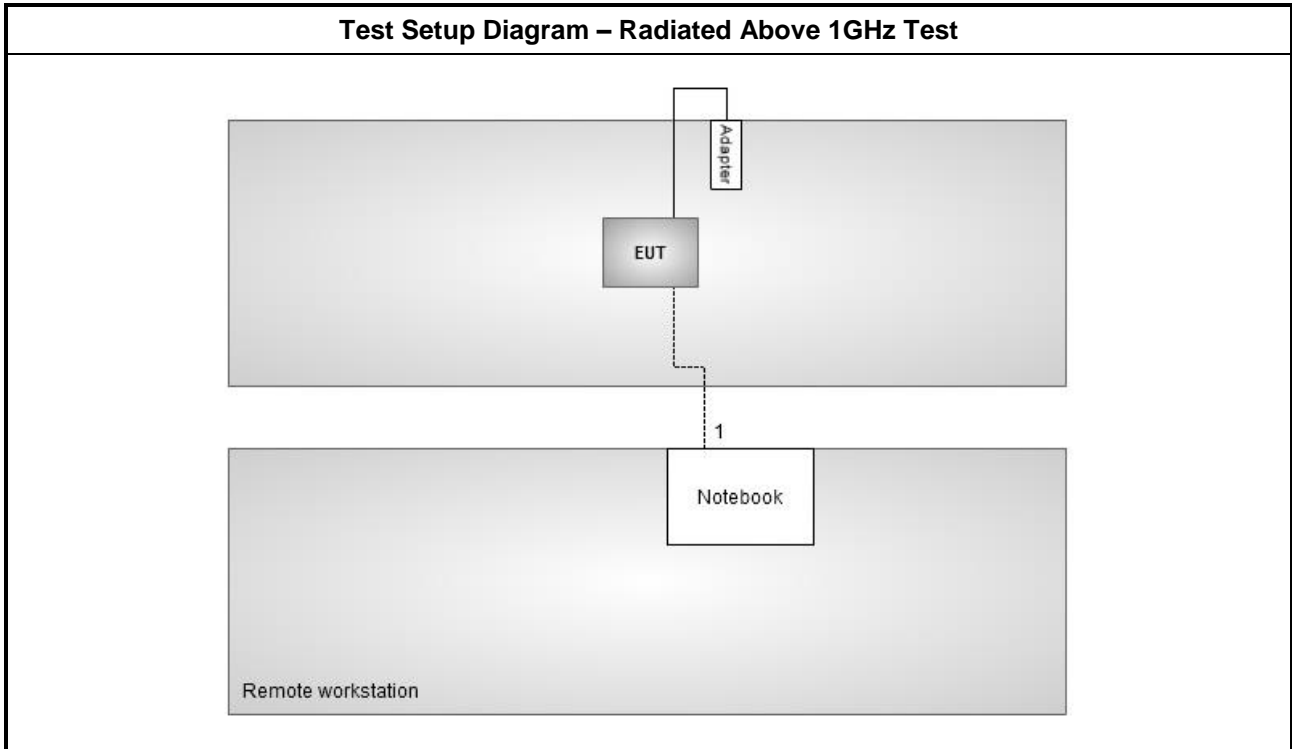 Test Setup Diagram – Radiated Above 1GHz Test
Adapter
EUT
1
Notebook
Remote workstation